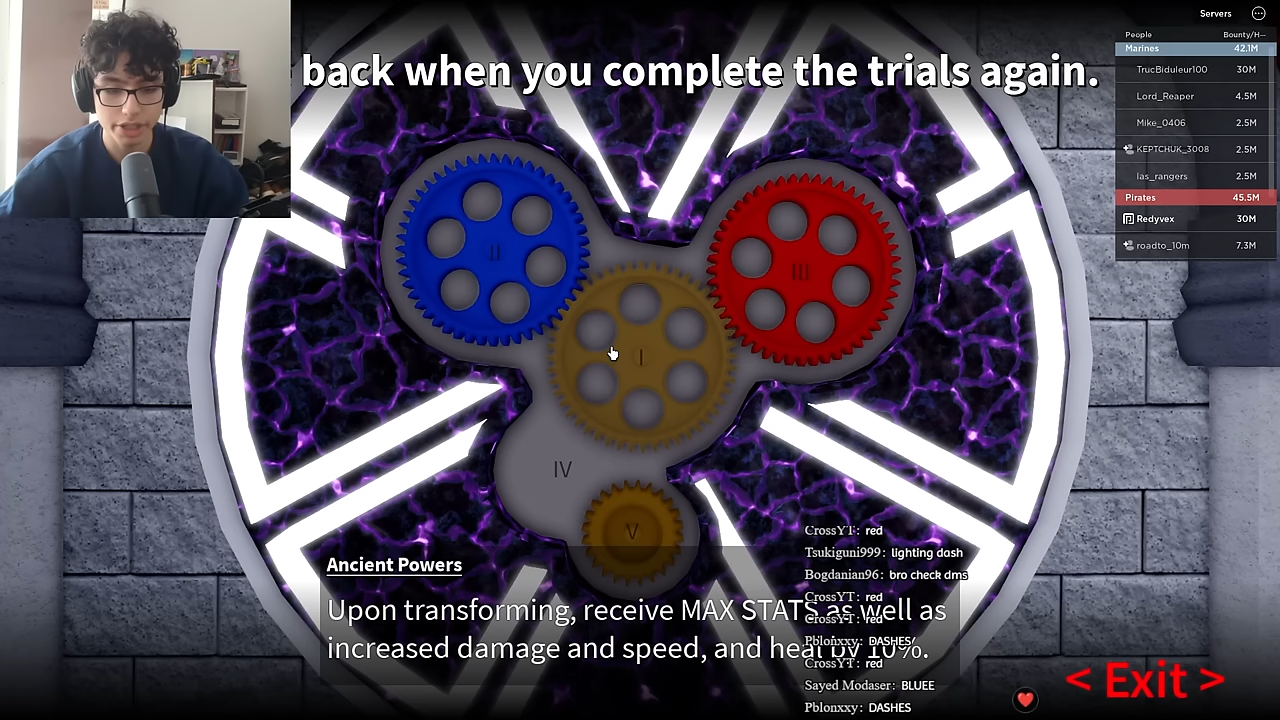 back when you complete the trials again.
Servers
People Bounty/H—
Marines 42.1M
TrucBiduleur100 30M
Lord_Reaper 4.5M
Mike_0406 2.5M
KEPTCHUK_3008 2.5M
las_rangers 2.5M
Pirates 45.5M
Redyvex 30M
roadto_10m 7.3M
II
III
I
IV
V
Ancient Powers
Upon transforming, receive MAX STATS as well as
increased damage and speed, and heal by 10%.
CrossYT: red
Tsukiguni999: lighting dash
Bogdanian96: bro check dms
CrossYT: red
CrossYT: red
Pblonxxy: DASHES
CrossYT: red
Sayed Modaser: BLUEE
Pblonxxy: DASHES
< Exit >